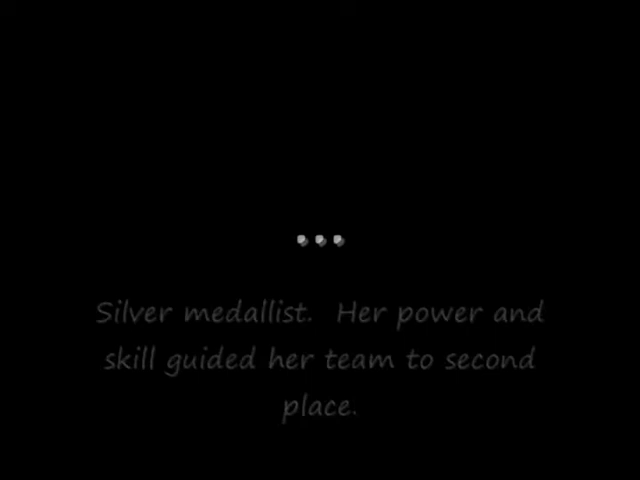 ...
Silver medallist.  Her power and
skill guided her team to second
place.